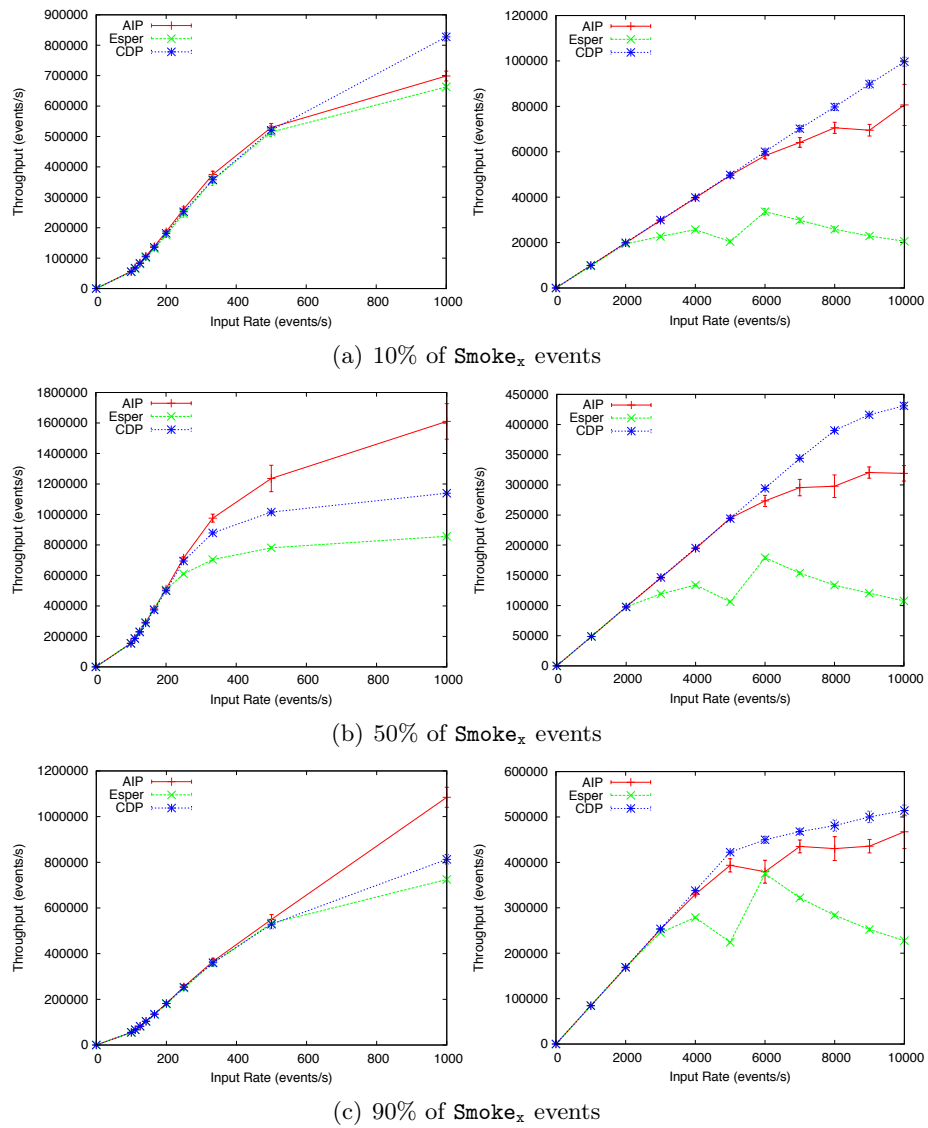 900000
800000
700000
600000
500000
400000
300000
200000
100000
0
Throughput (events/s)
AIP
Esper
CDP
0 200 400 600 800 1000
Input Rate (events/s)
120000
100000
80000
60000
40000
20000
0
Throughput (events/s)
AIP
Esper
CDP
0 2000 4000 6000 8000 10000
Input Rate (events/s)
(a) 10% of Smokex events
1800000
1600000
1400000
1200000
1000000
800000
600000
400000
200000
0
Throughput (events/s)
AIP
Esper
CDP
0 200 400 600 800 1000
Input Rate (events/s)
450000
400000
350000
300000
250000
200000
150000
100000
50000
0
Throughput (events/s)
AIP
Esper
CDP
0 2000 4000 6000 8000 10000
Input Rate (events/s)
(b) 50% of Smokex events
1200000
1000000
800000
600000
400000
200000
0
Throughput (events/s)
AIP
Esper
CDP
0 200 400 600 800 1000
Input Rate (events/s)
600000
500000
400000
300000
200000
100000
0
Throughput (events/s)
AIP
Esper
CDP
0 2000 4000 6000 8000 10000
Input Rate (events/s)
(c) 90% of Smokex events